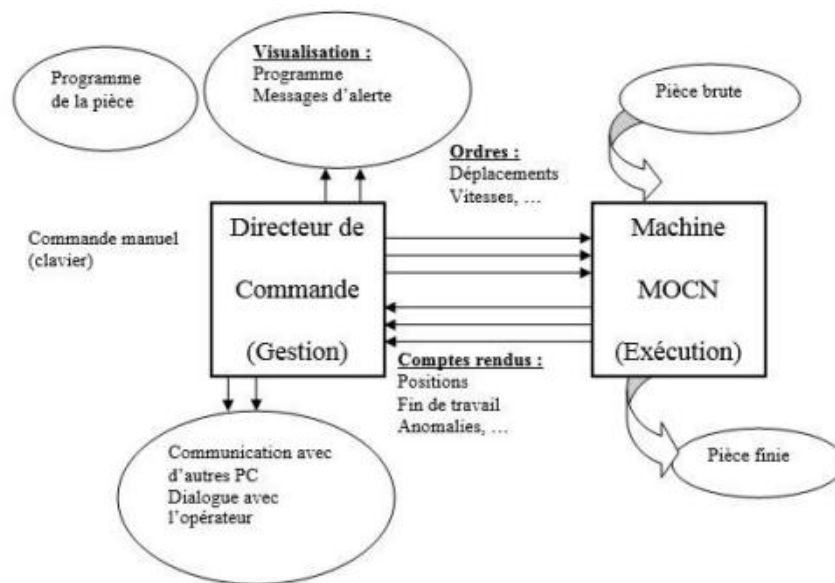 Programme
de la pièce
Visualisation :
Programme
Messages d'alerte
Pièce brute
Ordres :
Déplacements
Vitesses, …
Commande manuel
(clavier)
Directeur de
Commande
(Gestion)
Machine
MOCN
(Exécution)
Comptes rendus :
Positions
Fin de travail
Anomalies, …
Communication avec
d'autres PC
Dialogue avec
l'opérateur
Pièce finie